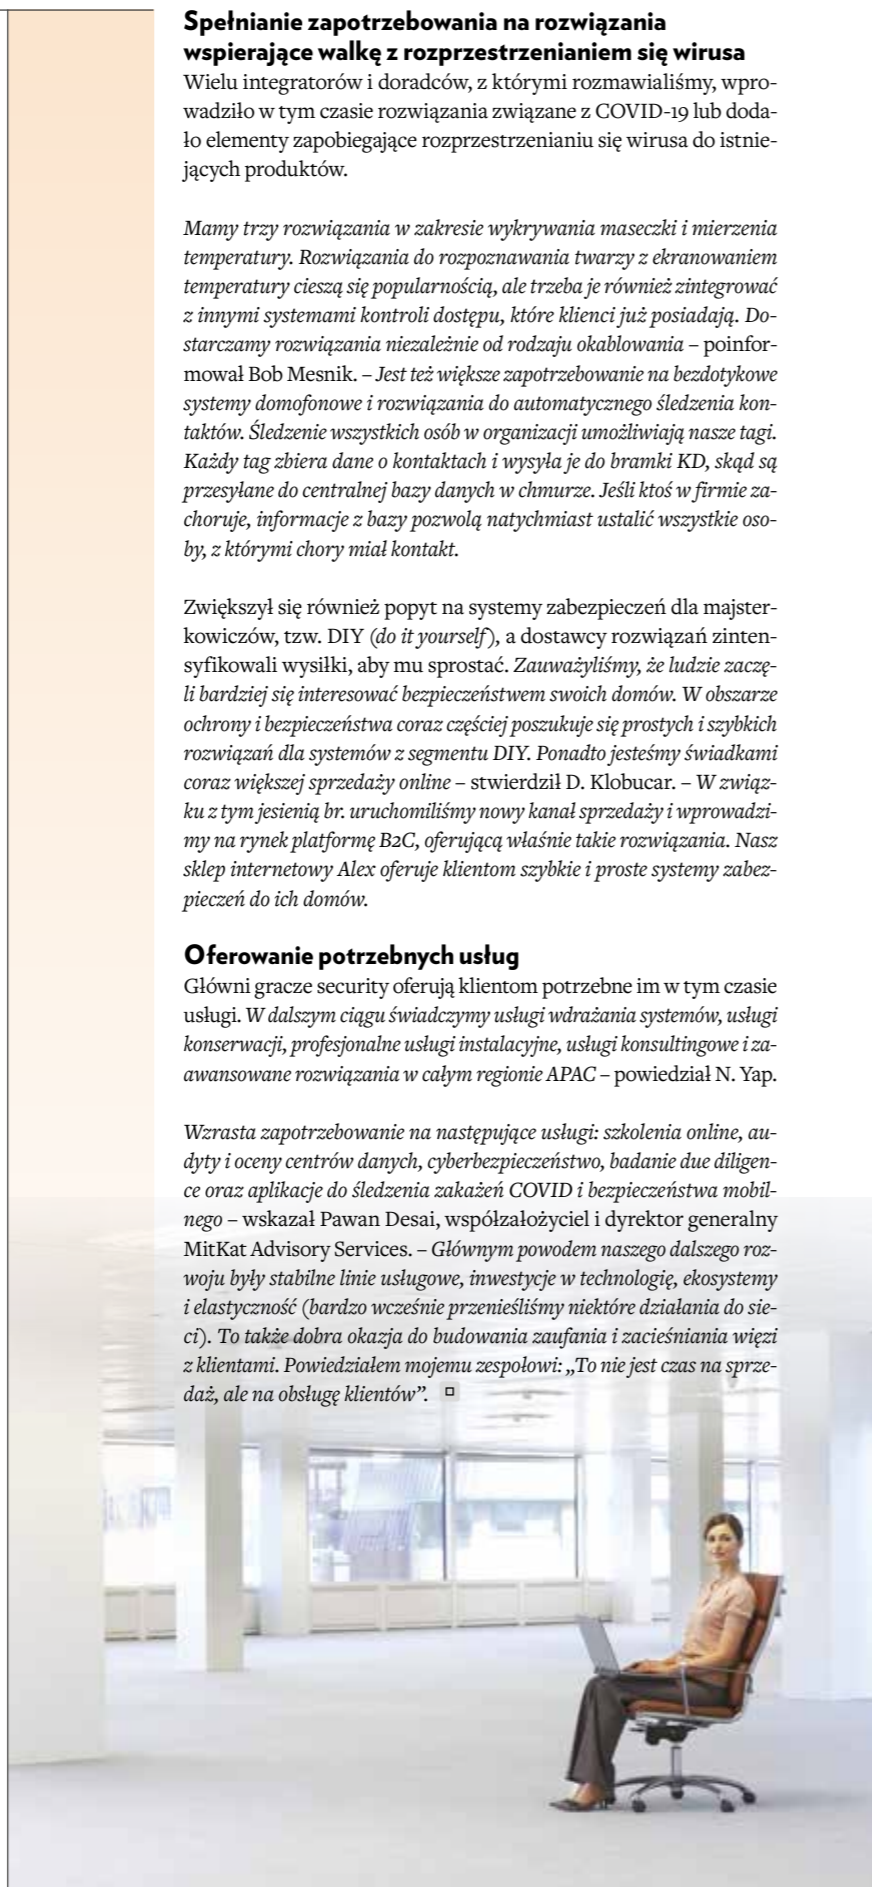 Spełnianie zapotrzebowania na rozwiązania
wspierające walkę z rozprzestrzenianiem się wirusa
Wielu integratorów i doradców, z którymi rozmawialiśmy, wpro-
wadziło w tym czasie rozwiązania związane z COVID-19 lub doda-
ło elementy zapobiegające rozprzestrzenianiu się wirusa do istnie-
jących produktów.
Mamy trzy rozwiązania w zakresie wykrywania maseczki i mierzenia
temperatury. Rozwiązania do rozpoznawania twarzy z ekranowaniem
temperatury cieszą się popularnością, ale trzeba je również zintegrować
z innymi systemami kontroli dostępu, które klienci już posiadają. Do-
starczamy rozwiązania niezależnie od rodzaju okablowania – poinfor-
mował Bob Mesnik. – Jest też większe zapotrzebowanie na bezdotykowe
systemy domofonowe i rozwiązania do automatycznego śledzenia kon-
taktów. Śledzenie wszystkich osób w organizacji umożliwiają nasze tagi.
Każdy tag zbiera dane o kontaktach i wysyła je do bramki KD, skąd są
przesyłane do centralnej bazy danych w chmurze. Jeśli ktoś w firmie za-
choruje, informacje z bazy pozwolą natychmiast ustalić wszystkie oso-
by, z którymi chory miał kontakt.
Zwiększył się również popyt na systemy zabezpieczeń dla majster-
kowiczów, tzw. DIY (do it yourself), a dostawcy rozwiązań zinten-
syfikowali wysiłki, aby mu sprostać. Zauważyliśmy, że ludzie zaczę-
li bardziej się interesować bezpieczeństwem swoich domów. W obszarze
ochrony i bezpieczeństwa coraz częściej poszukuje się prostych i szybkich
rozwiązań dla systemów z segmentu DIY. Ponadto jesteśmy świadkami
coraz większej sprzedaży online – stwierdził D. Klobucar. – W związ-
ku z tym jesienią br. uruchomiliśmy nowy kanał sprzedaży i wprowadzi-
my na rynek platformę B2C, oferującą właśnie takie rozwiązania. Nasz
sklep internetowy Alex oferuje klientom szybkie i proste systemy zabez-
pieczeń do ich domów.
Oferowanie potrzebnych usług
Główni gracze security oferują klientom potrzebne im w tym czasie
usługi. W dalszym ciągu świadczymy usługi wdrażania systemów, usługi
konserwacji, profesjonalne usługi instalacyjne, usługi konsultingowe i za-
awansowane rozwiązania w całym regionie APAC – powiedział N. Yap.
Wzrasta zapotrzebowanie na następujące usługi: szkolenia online, au-
dyty i oceny centrów danych, cyberbezpieczeństwo, badanie due diligen-
ce oraz aplikacje do śledzenia zakażeń COVID i bezpieczeństwa mobil-
nego – wskazał Pawan Desai, współzałożyciel i dyrektor generalny
MitKat Advisory Services. – Głównym powodem naszego dalszego roz-
woju były stabilne linie usługowe, inwestycje w technologię, ekosystemy
i elastyczność (bardzo wcześnie przenieśliśmy niektóre działania do sie-
ci). To także dobra okazja do budowania zaufania i zacieśniania więzi
z klientami. Powiedziałem mojemu zespołowi: „To nie jest czas na sprze-
daż, ale na obsługę klientów”.